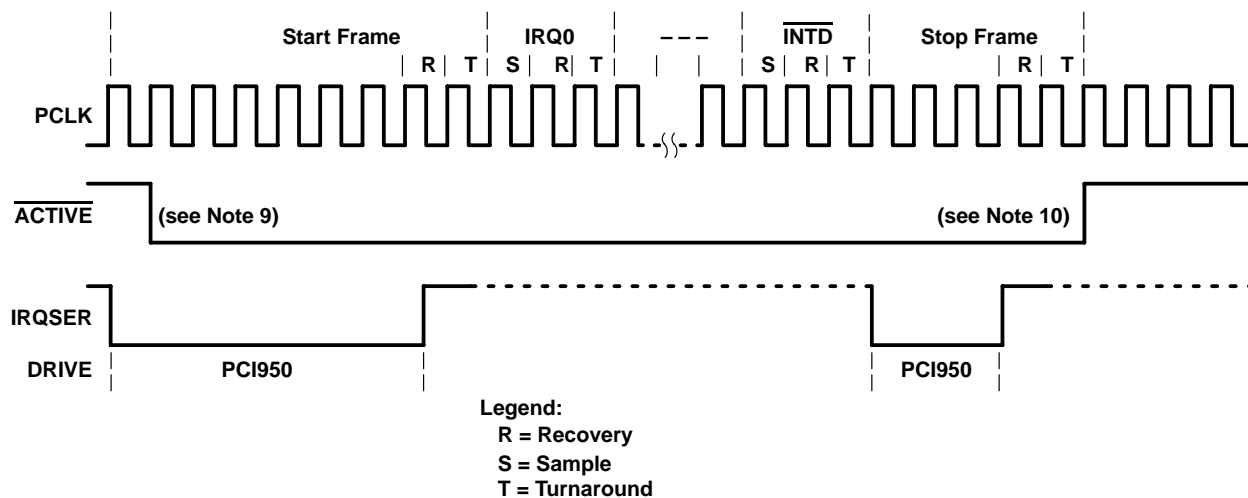 Start Frame IRQ0 – – – INTD Stop Frame
R T S R T S R T R T
PCLK
ACTIVE (see Note 9) (see Note 10)
IRQSER
DRIVE PCI950 PCI950
Legend:
R = Recovery
S = Sample
T = Turnaround